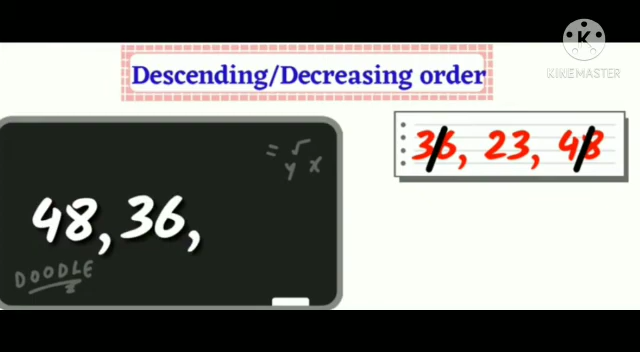 KINEMASTER
Descending/Decreasing order
36, 23, 48
= √
y x
48, 36,
DOODLE